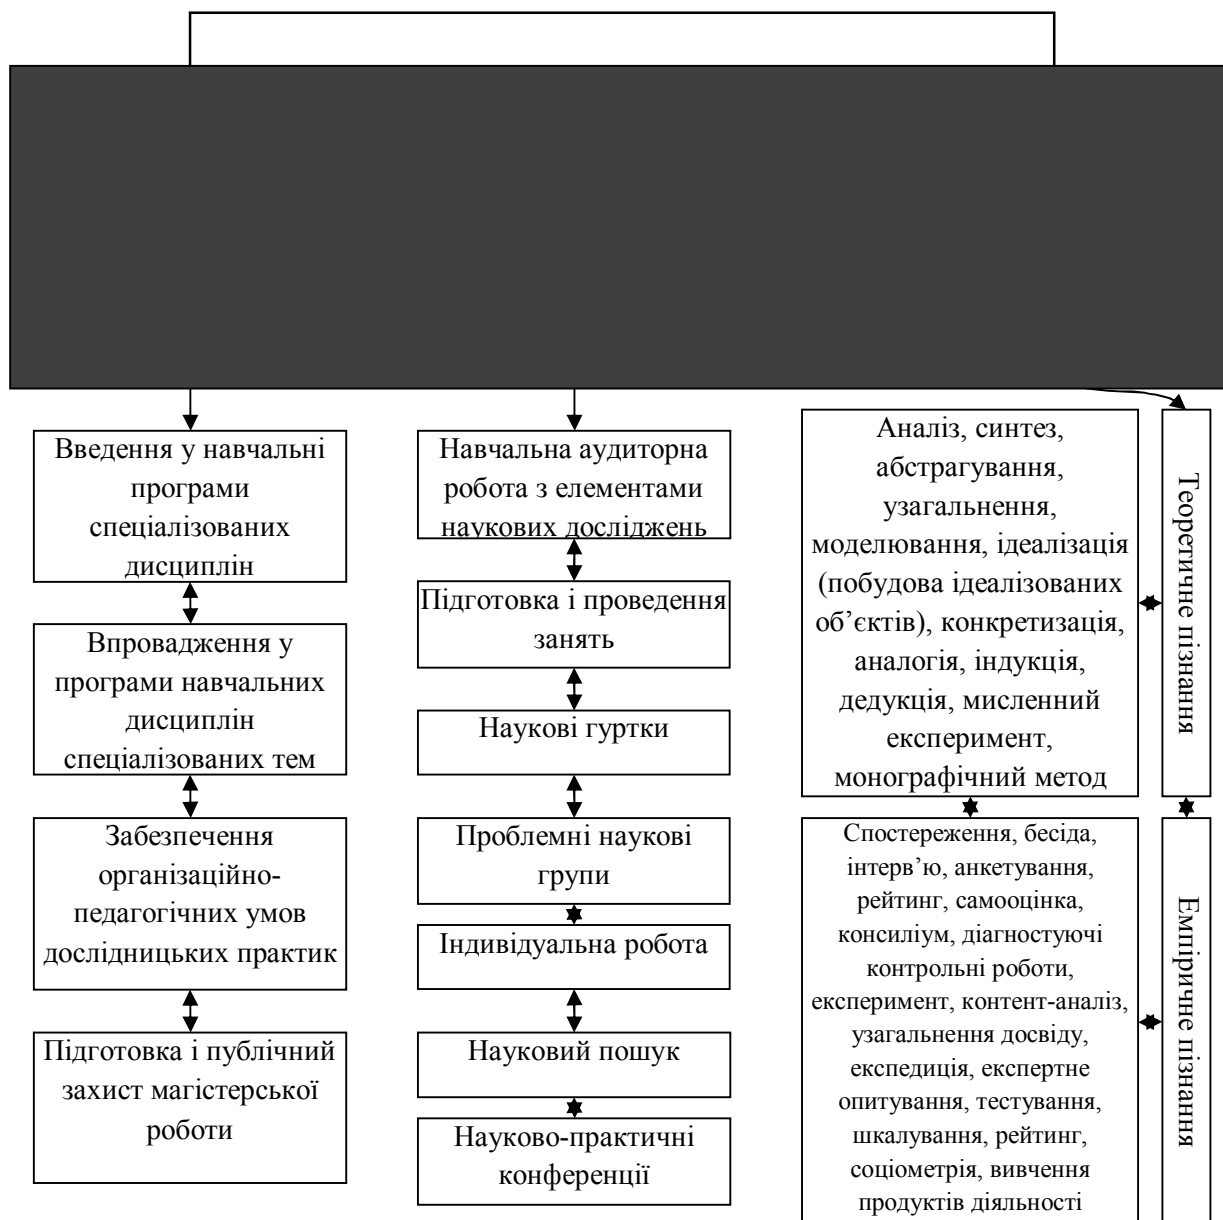 Введення у навчальні
програми
спеціалізованих
дисциплін
Впровадження у
програми навчальних
дисциплін
спеціалізованих тем
Забезпечення
організаційно-
педагогічних умов
дослідницьких практик
Підготовка і публічний
захист магістерської
роботи
Навчальна аудиторна
робота з елементами
наукових досліджень
Підготовка і проведення
занять
Наукові гуртки
Проблемні наукові
групи
Індивідуальна робота
Науковий пошук
Науково-практичні
конференції
Аналіз, синтез,
абстрагування,
узагальнення,
моделювання, ідеалізація
(побудова ідеалізованих
об’єктів), конкретизація,
аналогія, індукція,
дедукція, мисленний
експеримент,
монографічний метод
Теоретичне пізнання
Спостереження, бесіда,
інтерв’ю, анкетування,
рейтинг, самооцінка,
консиліум, діагностуючі
контрольні роботи,
експеримент, контент-аналіз,
узагальнення досвіду,
експедиція, експертне
опитування, тестування,
шкалування, рейтинг,
соціометрія, вивчення
продуктів діяльності
Емпіричне пізнання